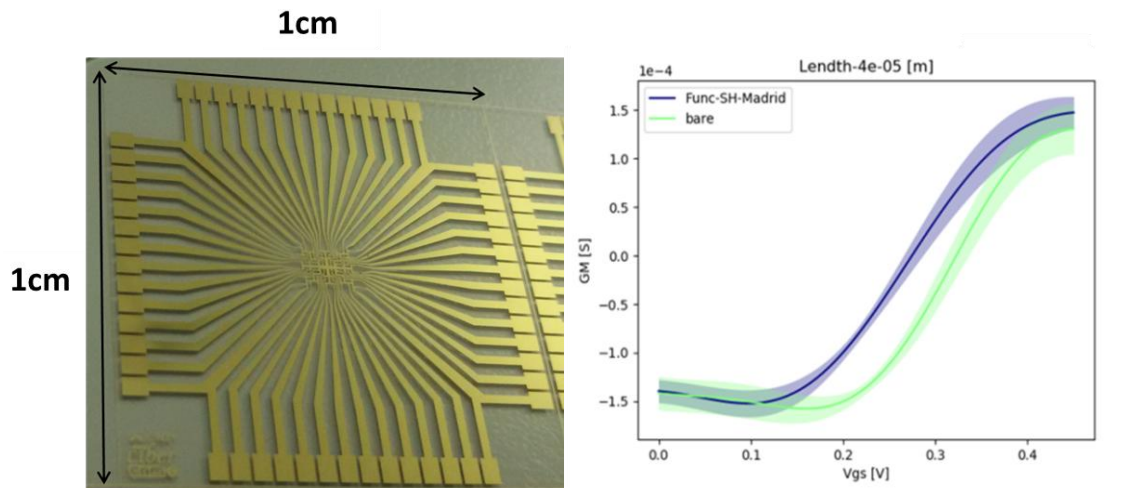 1cm
1cm
Lendth-4e-05 [m]
1e−4
Func-SH-Madrid
bare
1.5
1.0
0.5
0.0
−0.5
−1.0
−1.5
GM [S]
0.0 0.1 0.2 0.3 0.4
Vgs [V]